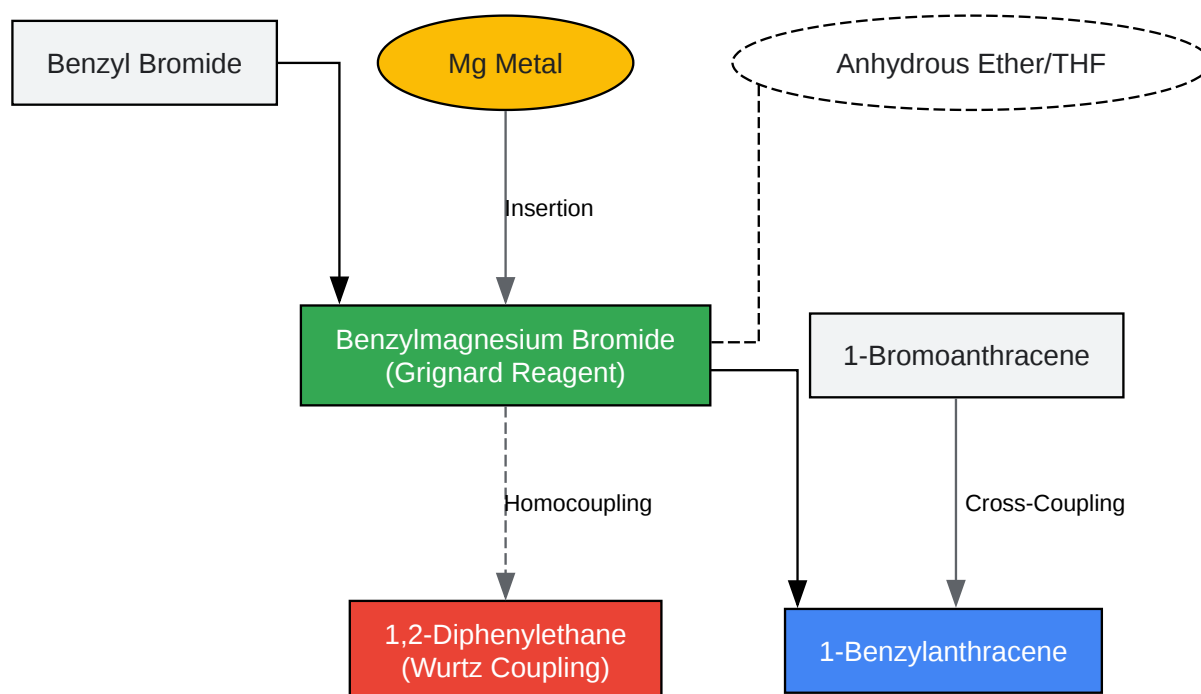 Benzyl Bromide
Mg Metal
Anhydrous Ether/THF
Insertion
Benzylmagnesium Bromide
(Grignard Reagent)
1-Bromoanthracene
Homocoupling
Cross-Coupling
1,2-Diphenylethane
(Wurtz Coupling)
1-Benzylanthracene